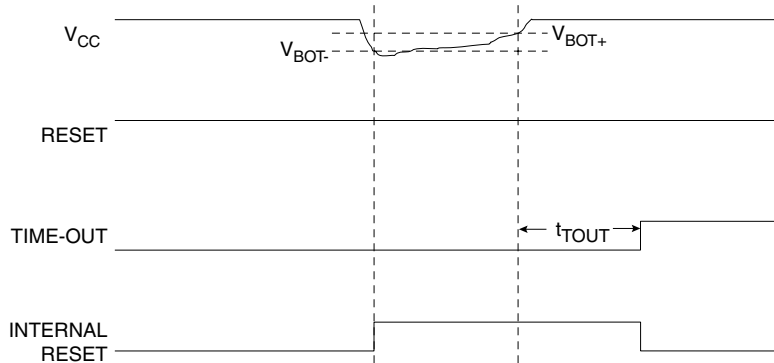 V_CC
V_BOT-
V_BOT+
RESET
TIME-OUT
t_TOUT
INTERNAL
RESET